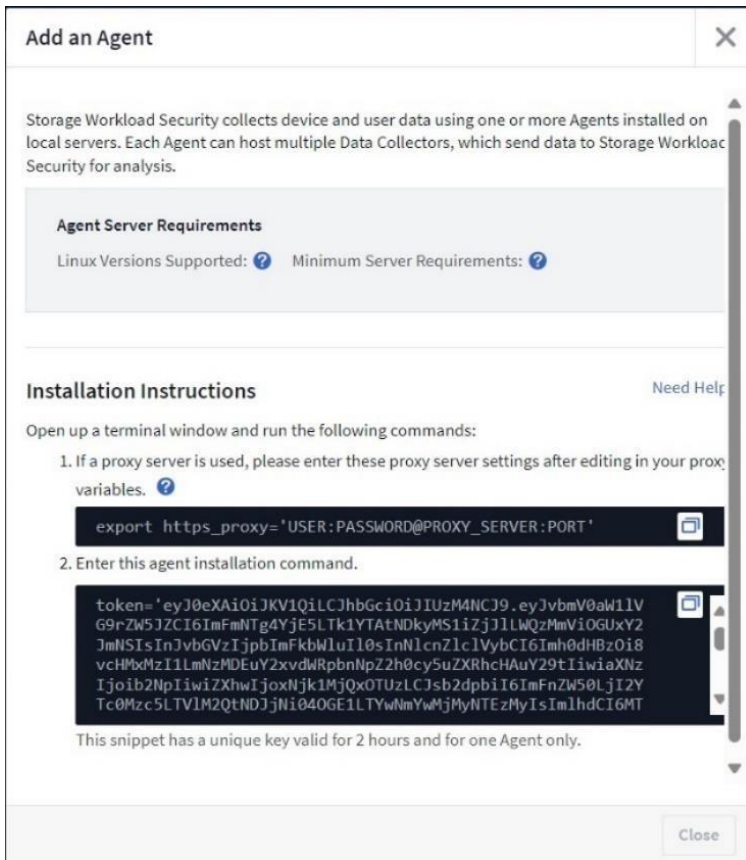 Add an Agent
Storage Workload Security collects device and user data using one or more Agents installed on
local servers. Each Agent can host multiple Data Collectors, which send data to Storage Workloac
Security for analysis.
Agent Server Requirements
Linux Versions Supported: ? Minimum Server Requirements: ?
Installation Instructions
Need Help
Open up a terminal window and run the following commands:
1. If a proxy server is used, please enter these proxy server settings after editing in your proxy
variables. ?
export https_proxy='USER:PASSWORD@PROXY_SERVER:PORT'
2. Enter this agent installation command.
token='eyJ0eXAiOiJKV1QiLCJhbGciOiJIUzM4NCJ9.eyJvbmV0aW1lV
G9rZW5JZCI6ImFmNTg4YjE5LTk1YTAtNDkyMS1iZjJlLWQzMmViOGUxY2
JmNSIsInJvbGVzIjpbImFkbWluIl0sInNlcnZlclVybCI6Imh0dHBzOi8
vcHMxMzI1LmNzMDEuY2xvdWRpbnNpZ2h0cy5uZXRhcHAuY29tIiwiaXNz
Ijoib2NpIiwiZXhwIjoxNjk1MjQxOTUzLCJsb2dpbiI6ImFnZW50LjI2Y
Tc0Mzc5LTVlM2QtNDJjNi04OGE1LTYwNmYwMjMyNTEzMyIsImlhdCI6MT
This snippet has a unique key valid for 2 hours and for one Agent only.
Close